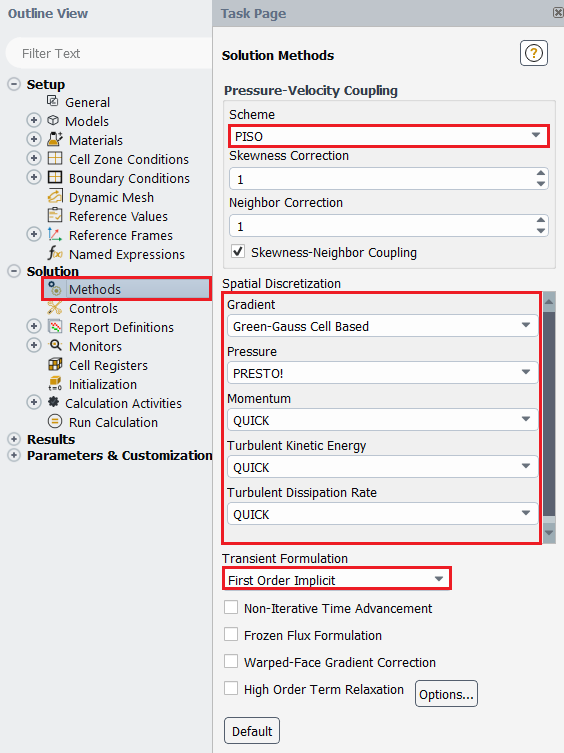 Outline View
Filter Text
Setup
General
Models
Materials
Cell Zone Conditions
Boundary Conditions
Dynamic Mesh
Reference Values
Reference Frames
Named Expressions
Solution
Methods
Controls
Report Definitions
Monitors
Cell Registers
Initialization
Calculation Activities
Run Calculation
Results
Parameters & Customization
Task Page
Solution Methods
?
Pressure-Velocity Coupling
Scheme
PISO
Skewness Correction
1
Neighbor Correction
1
Skewness-Neighbor Coupling
Spatial Discretization
Gradient
Green-Gauss Cell Based
Pressure
PRESTO!
Momentum
QUICK
Turbulent Kinetic Energy
QUICK
Turbulent Dissipation Rate
QUICK
Transient Formulation
First Order Implicit
Non-Iterative Time Advancement
Frozen Flux Formulation
Warped-Face Gradient Correction
High Order Term Relaxation Options...
Default